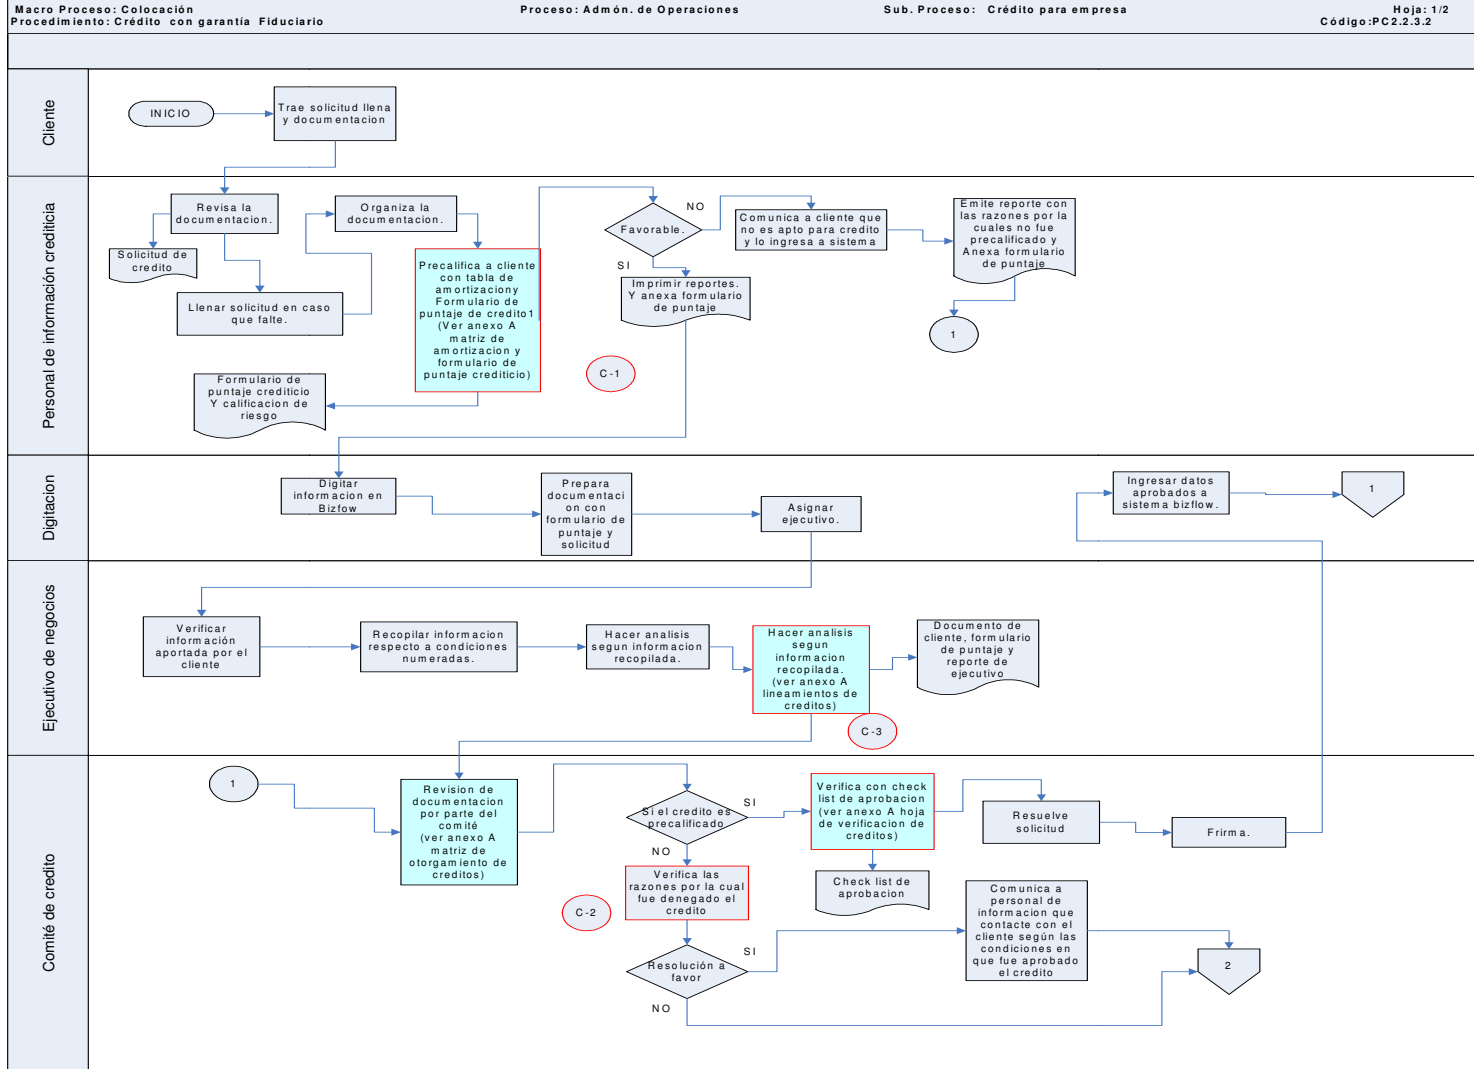 Macro Proceso: Colocación
Proceso: Admón. de Operaciones
Sub. Proceso: Crédito para empresa
Hoja: 1/2
Procedimiento: Crédito con garantía Fiduciario
Código:PC2.2.3.2
Cliente
INICIO
Trae solicitud llena
y documentacion
Personal de información crediticia
Revisa la
documentacion.
Solicitud de
credito
Llenar solicitud en caso
que falte.
Organiza la
documentacion.
Precalifica a cliente
con tabla de
amortizaciony
Formulario de
puntaje de credito1
(Ver anexo A
matriz de
amortizacion y
formulario de
puntaje crediticio)
Formulario de
puntaje crediticio
Y calificacion de
riesgo
Favorable.
NO
SI
Comunica a cliente que
no es apto para credito
y lo ingresa a sistema
Emite reporte con
las razones por la
cuales no fue
precalificado y
Anexa formulario
de puntaje
1
Imprimir reportes.
Y anexa formulario
de puntaje
C-1
Digitacion
Digitar
informacion en
Bizfow
Prepara
documentaci
on con
formulario de
puntaje y
solicitud
Asignar
ejecutivo.
Ingresar datos
aprobados a
sistema bizflow.
1
Ejecutivo de negocios
Verificar
información
aportada por el
cliente
Recopilar informacion
respecto a condiciones
numeradas.
Hacer analisis
segun informacion
recopilada.
Hacer analisis
segun
informacion
recopilada.
(ver anexo A
lineamientos de
creditos)
Documento de
cliente, formulario
de puntaje y
reporte de
ejecutivo
C-3
Comité de credito
1
Revision de
documentacion
por parte del
comité
(ver anexo A
matriz de
otorgamiento de
creditos)
Si el credito es
precalificado
SI
NO
Verifica con check
list de aprobacion
(ver anexo A hoja
de verificacion de
creditos)
Check list de
aprobacion
Resuelve
solicitud
Frirma.
Verifica las
razones por la cual
fue denegado el
credito
C-2
Resolución a
favor
SI
NO
Comunica a
personal de
informacion que
contacte con el
cliente según las
condiciones en
que fue aprobado
el credito
2